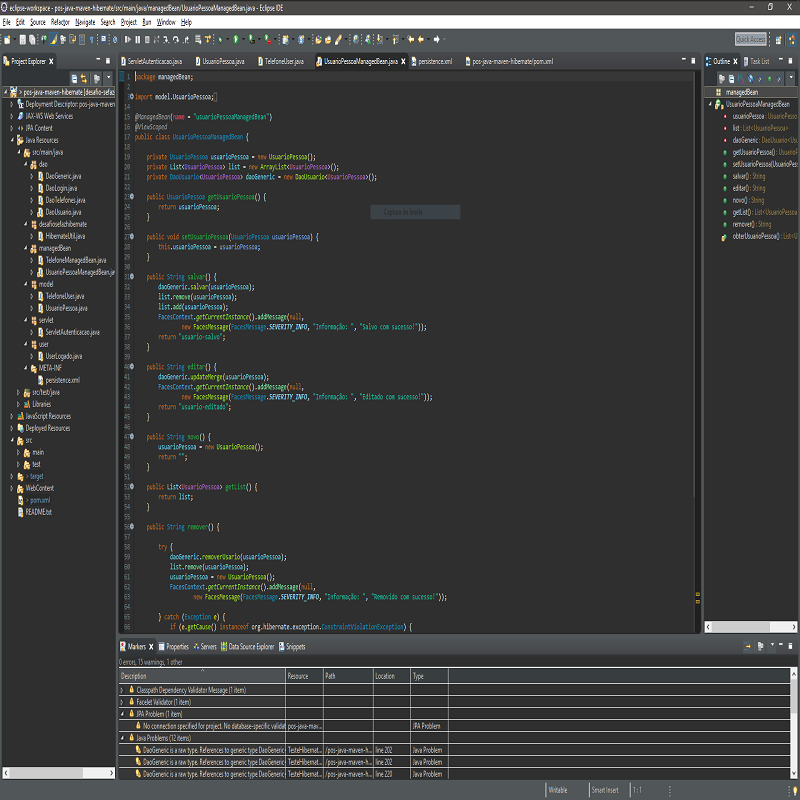 eclipse-workspace - pos-java-maven-hibernate/src/main/java/managedBean/UsuarioPessoaManagedBean.java - Eclipse IDE
File Edit Source Refactor Navigate Search Project Run Window Help
Quick Access
Project Explorer
ServletAutenticacao.java UsuarioPessoa.java TelefoneUser.java UsuarioPessoaManagedBean.java persistence.xml pos-java-maven-hibernate/pom.xml
Outline Task List
> pos-java-maven-hibernate [desafio-sefaz
Deployment Descriptor: pos-java-maven
JAX-WS Web Services
JPA Content
Java Resources
src/main/java
dao
DaoGeneric.java
DaoLogin.java
DaoTelefones.java
DaoUsuario.java
desafiosefazhibernate
HibernateUtil.java
managedBean
TelefoneManagedBean.java
UsuarioPessoaManagedBean.java
model
TelefoneUser.java
UsuarioPessoa.java
servlet
ServletAutenticacao.java
user
UserLogado.java
META-INF
persistence.xml
src/test/java
Libraries
JavaScript Resources
Deployed Resources
src
main
test
> target
WebContent
> pom.xml
README.txt
1 package managedBean;
2
3 import model.UsuarioPessoa;
14
15 @ManagedBean(name = "usuarioPessoaManagedBean")
16 @ViewScoped
17 public class UsuarioPessoaManagedBean {
18
19 private UsuarioPessoa usuarioPessoa = new UsuarioPessoa();
20 private List<UsuarioPessoa> list = new ArrayList<UsuarioPessoa>();
21 private DaoUsuario<UsuarioPessoa> daoGeneric = new DaoUsuario<UsuarioPessoa>();
22
23 public UsuarioPessoa getUsuarioPessoa() {
24 return usuarioPessoa;
25 }
26
27 public void setUsuarioPessoa(UsuarioPessoa usuarioPessoa) {
28 this.usuarioPessoa = usuarioPessoa;
29 }
30
31 public String salvar() {
32 daoGeneric.salvar(usuarioPessoa);
33 list.remove(usuarioPessoa);
34 list.add(usuarioPessoa);
35 FacesContext.getCurrentInstance().addMessage(null,
36 new FacesMessage(FacesMessage.SEVERITY_INFO, "Informação: ", "Salvo com sucesso!"));
37 return "usuario-salvo";
38 }
39
40 public String editar() {
41 daoGeneric.updateMerge(usuarioPessoa);
42 FacesContext.getCurrentInstance().addMessage(null,
43 new FacesMessage(FacesMessage.SEVERITY_INFO, "Informação: ", "Editado com sucesso!"));
44 return "usuario-editado";
45 }
46
47 public String novo() {
48 usuarioPessoa = new UsuarioPessoa();
49 return "";
50 }
51
52 public List<UsuarioPessoa> getList() {
53 return list;
54 }
55
56 public String remover() {
57
58 try {
59 daoGeneric.removerUsario(usuarioPessoa);
60 list.remove(usuarioPessoa);
61 usuarioPessoa = new UsuarioPessoa();
62 FacesContext.getCurrentInstance().addMessage(null,
63 new FacesMessage(FacesMessage.SEVERITY_INFO, "Informação: ", "Removido com sucesso!"));
64
65 } catch (Exception e) {
66 if (e.getCause() instanceof org.hibernate.exception.ConstraintViolationException) {
managedBean
UsuarioPessoaManagedBean
usuarioPessoa : UsuarioPesso
list : List<UsuarioPessoa>
daoGeneric : DaoUsuario<Us
getUsuarioPessoa() : Usuario
setUsuarioPessoa(UsuarioPes
salvar() : String
editar() : String
novo() : String
getList() : List<UsuarioPessoa
remover() : String
obterUsuarioPessoa() : List<U
Markers Properties Servers Data Source Explorer Snippets
0 errors, 15 warnings, 1 other
Description Resource Path Location Type
Classpath Dependency Validator Message (1 item)
Facelet Validator (1 item)
JPA Problem (1 item)
No connection specified for project. No database-specific validat pos-java-mav... JPA Problem
Java Problems (12 items)
DaoGeneric is a raw type. References to generic type DaoGeneric TesteHibernat... /pos-java-maven-h... line 202 Java Problem
DaoGeneric is a raw type. References to generic type DaoGeneric TesteHibernat... /pos-java-maven-h... line 202 Java Problem
DaoGeneric is a raw type. References to generic type DaoGeneric TesteHibernat... /pos-java-maven-h... line 220 Java Problem
Writable Smart Insert 1 : 1